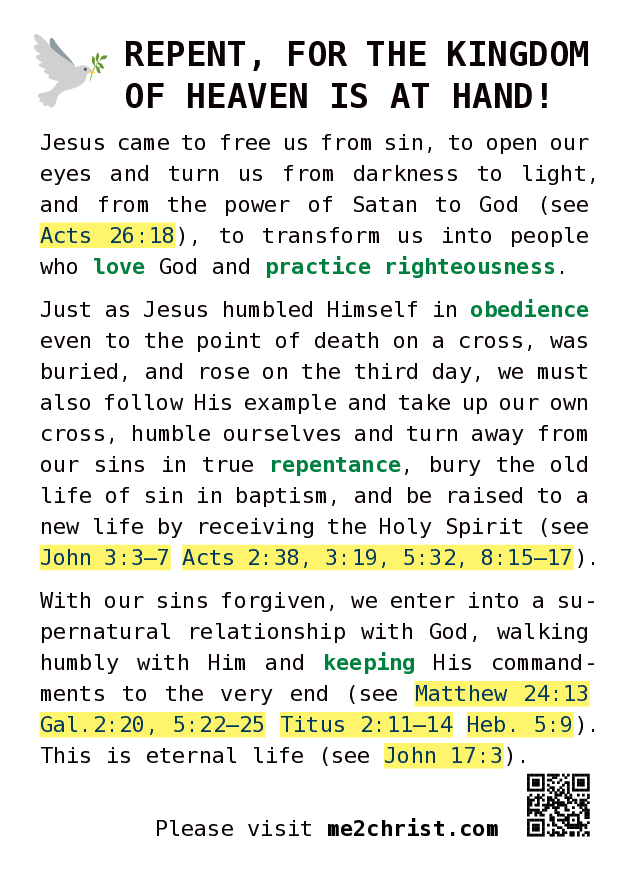 REPENT, FOR THE KINGDOM
OF HEAVEN IS AT HAND!
Jesus came to free us from sin, to open our
eyes and turn us from darkness to light,
and from the power of Satan to God (see
Acts 26:18), to transform us into people
who love God and practice righteousness.
Just as Jesus humbled Himself in obedience
even to the point of death on a cross, was
buried, and rose on the third day, we must
also follow His example and take up our own
cross, humble ourselves and turn away from
our sins in true repentance, bury the old
life of sin in baptism, and be raised to a
new life by receiving the Holy Spirit (see
John 3:3–7 Acts 2:38, 3:19, 5:32, 8:15–17).
With our sins forgiven, we enter into a su-
pernatural relationship with God, walking
humbly with Him and keeping His command-
ments to the very end (see Matthew 24:13
Gal.2:20, 5:22–25 Titus 2:11–14 Heb. 5:9).
This is eternal life (see John 17:3).
Please visit me2christ.com